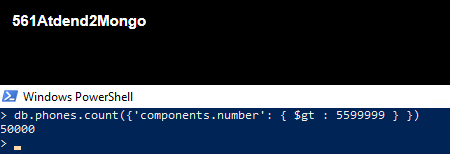 561Atdend2Mongo
Windows PowerShell
> db.phones.count({'components.number': { $gt : 5599999 } })
50000
>